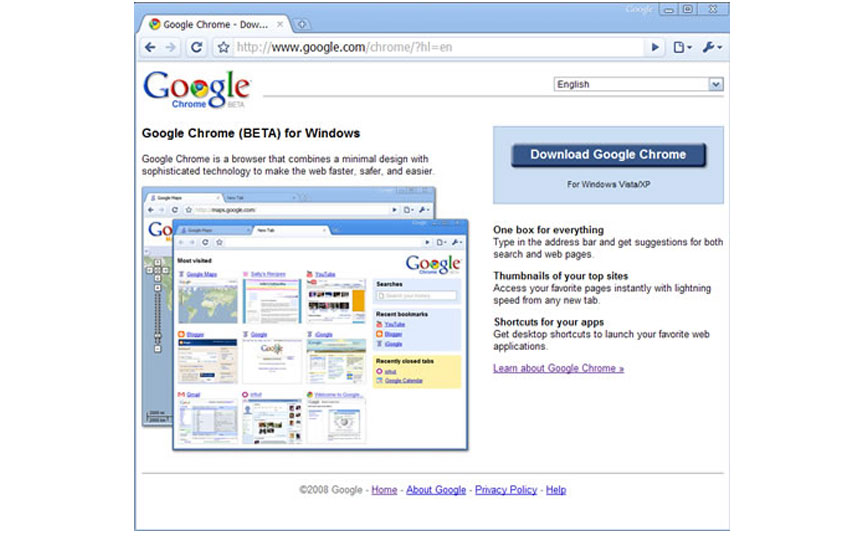 Google
Google Chrome - Dow...
http://www.google.com/chrome/?hl=en
Google
Chrome BETA
English
Google Chrome (BETA) for Windows
Google Chrome is a browser that combines a minimal design with
sophisticated technology to make the web faster, safer, and easier.
Google Maps
New Tab
http://maps.google.com/
Google Maps
New Tab
Google
Most visited
Google
Chrome BETA
Google Maps
Sally's Recipes
YouTube
Blogger
Google
iGoogle
Gmail
orkut
Welcome to Google...
Searches
Search your history
Recent bookmarks
YouTube
Blogger
iGoogle
Recently closed tabs
orkut
Google Calendar
Download Google Chrome
For Windows Vista/XP
One box for everything
Type in the address bar and get suggestions for both
search and web pages.
Thumbnails of your top sites
Access your favorite pages instantly with lightning
speed from any new tab.
Shortcuts for your apps
Get desktop shortcuts to launch your favorite web
applications.
Learn about Google Chrome »
©2008 Google - Home - About Google - Privacy Policy - Help